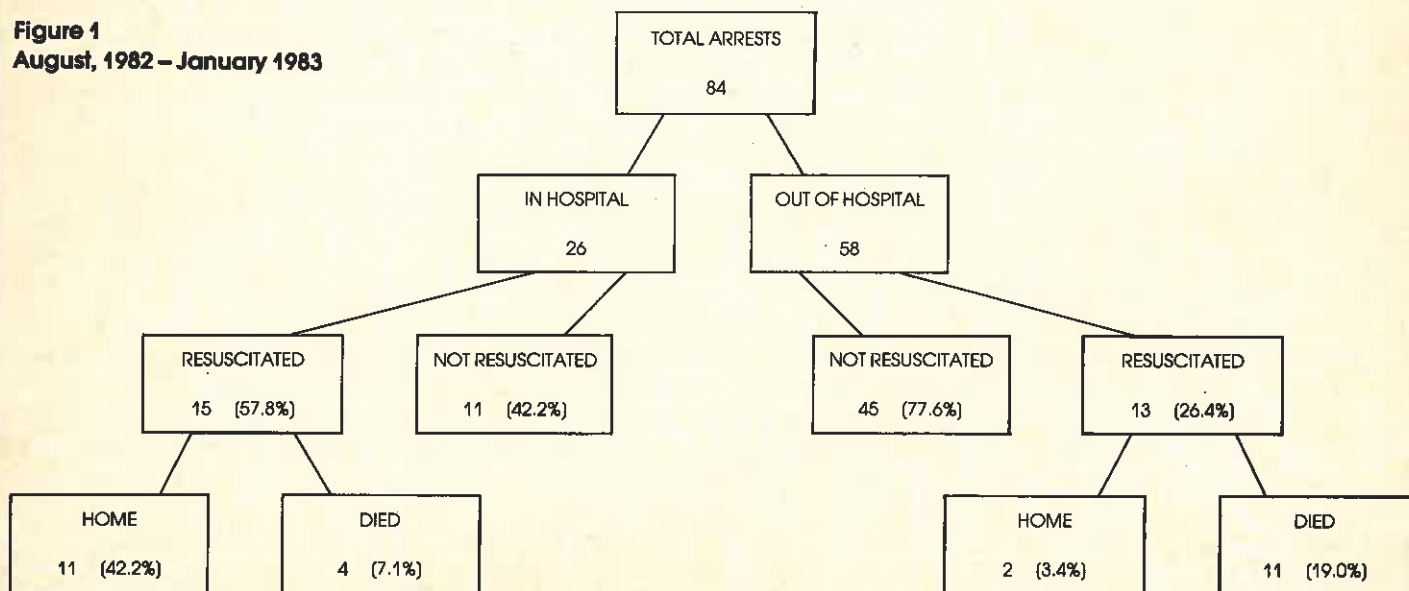 Figure 1
August, 1982 – January 1983
TOTAL ARRESTS
84
IN HOSPITAL
26
OUT OF HOSPITAL
58
RESUSCITATED
15 (57.8%)
NOT RESUSCITATED
11 (42.2%)
NOT RESUSCITATED
45 (77.6%)
RESUSCITATED
13 (26.4%)
HOME
11 (42.2%)
DIED
4 (7.1%)
HOME
2 (3.4%)
DIED
11 (19.0%)